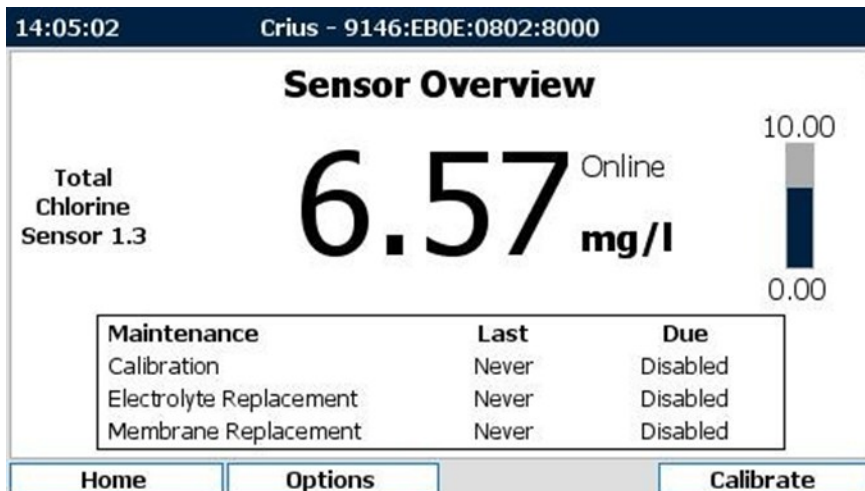 14:05:02 Crius - 9146:EB0E:0802:8000
Sensor Overview
10.00
Total
Chlorine
Sensor 1.3
6.57
Online
mg/l
0.00
Maintenance Last Due
Calibration Never Disabled
Electrolyte Replacement Never Disabled
Membrane Replacement Never Disabled
Home Options Calibrate